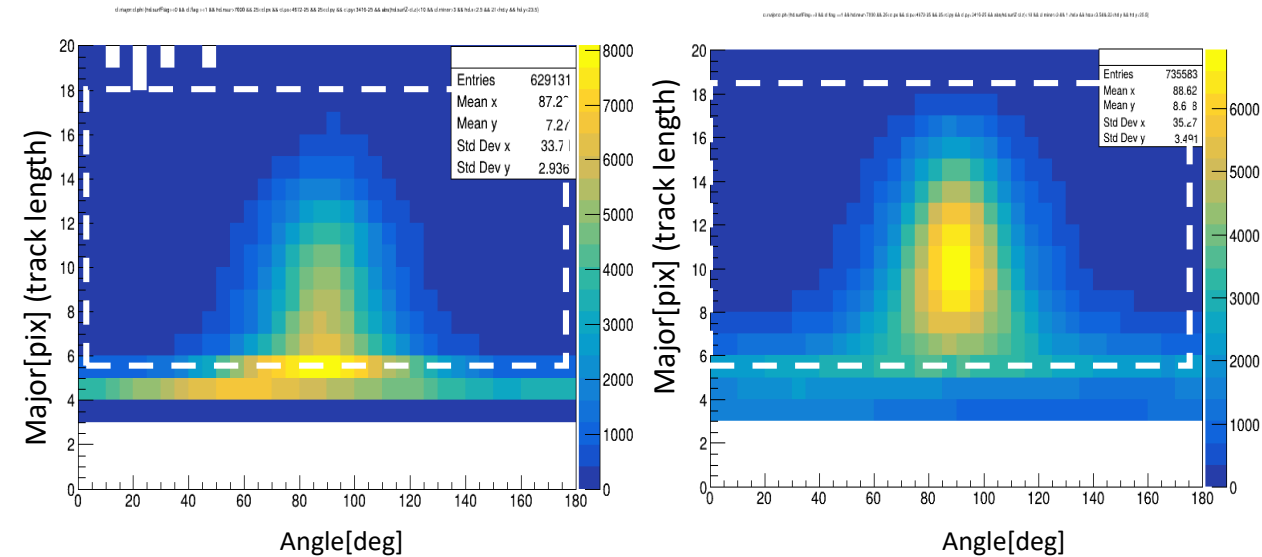 20
18
16
14
12
10
8
6
4
2
0
Major[pix] (track length)
0 20 40 60 80 100 120 140 160 180
Angle[deg]
Entries 629131
Mean x
Mean y
Std Dev x
Std Dev y 2.936
8000
7000
6000
5000
4000
3000
2000
1000
0
20
18
16
14
12
10
8
6
4
2
0
Major[pix] (track length)
0 20 40 60 80 100 120 140 160 180
Angle[deg]
Entries 735583
Mean x 88.62
Mean y
Std Dev x
Std Dev y 3.491
6000
5000
4000
3000
2000
1000
0